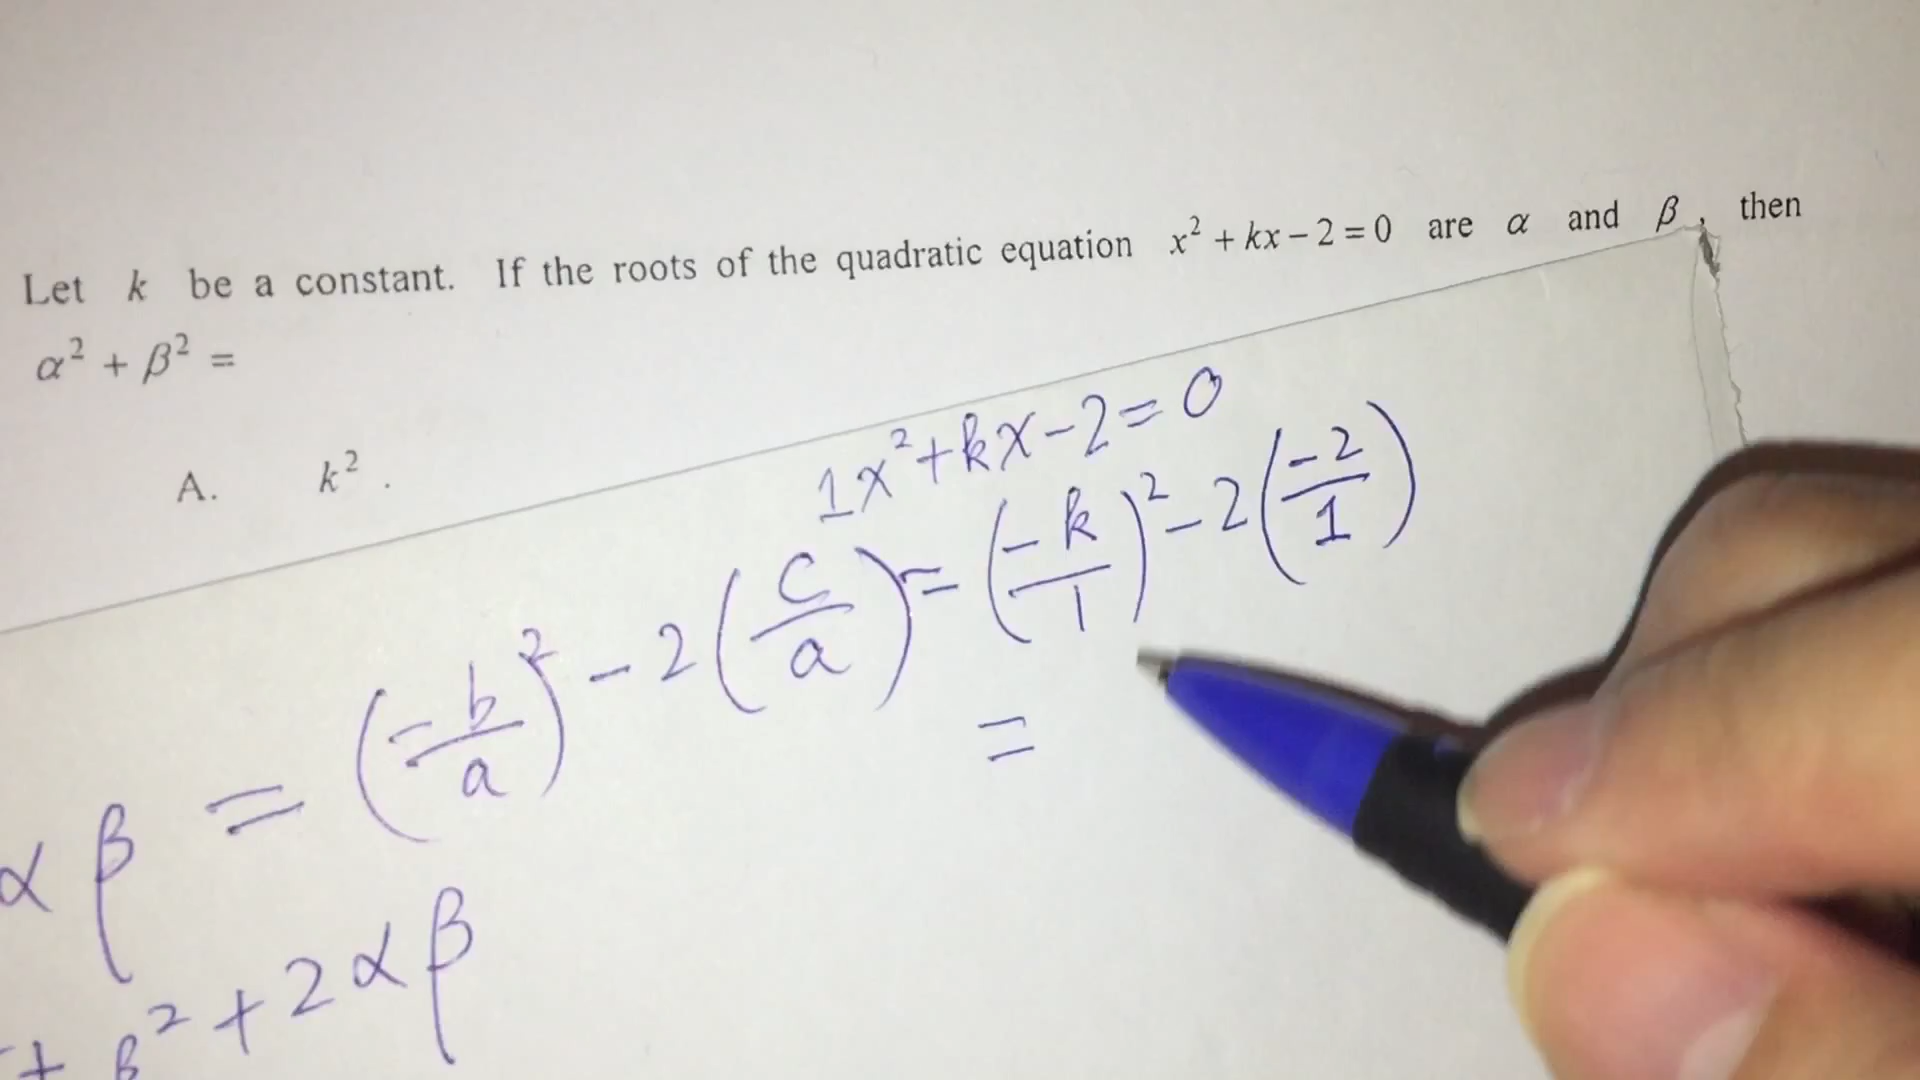 Let k be a constant. If the roots of the quadratic equation x² + kx − 2 = 0 are α and β, then
α² + β² =
A. k².
1x² + kx − 2 = 0
αβ = (−b/a)² − 2(c/a) = (−k/1)² − 2(−2/1)
=
+ β² + 2αβ